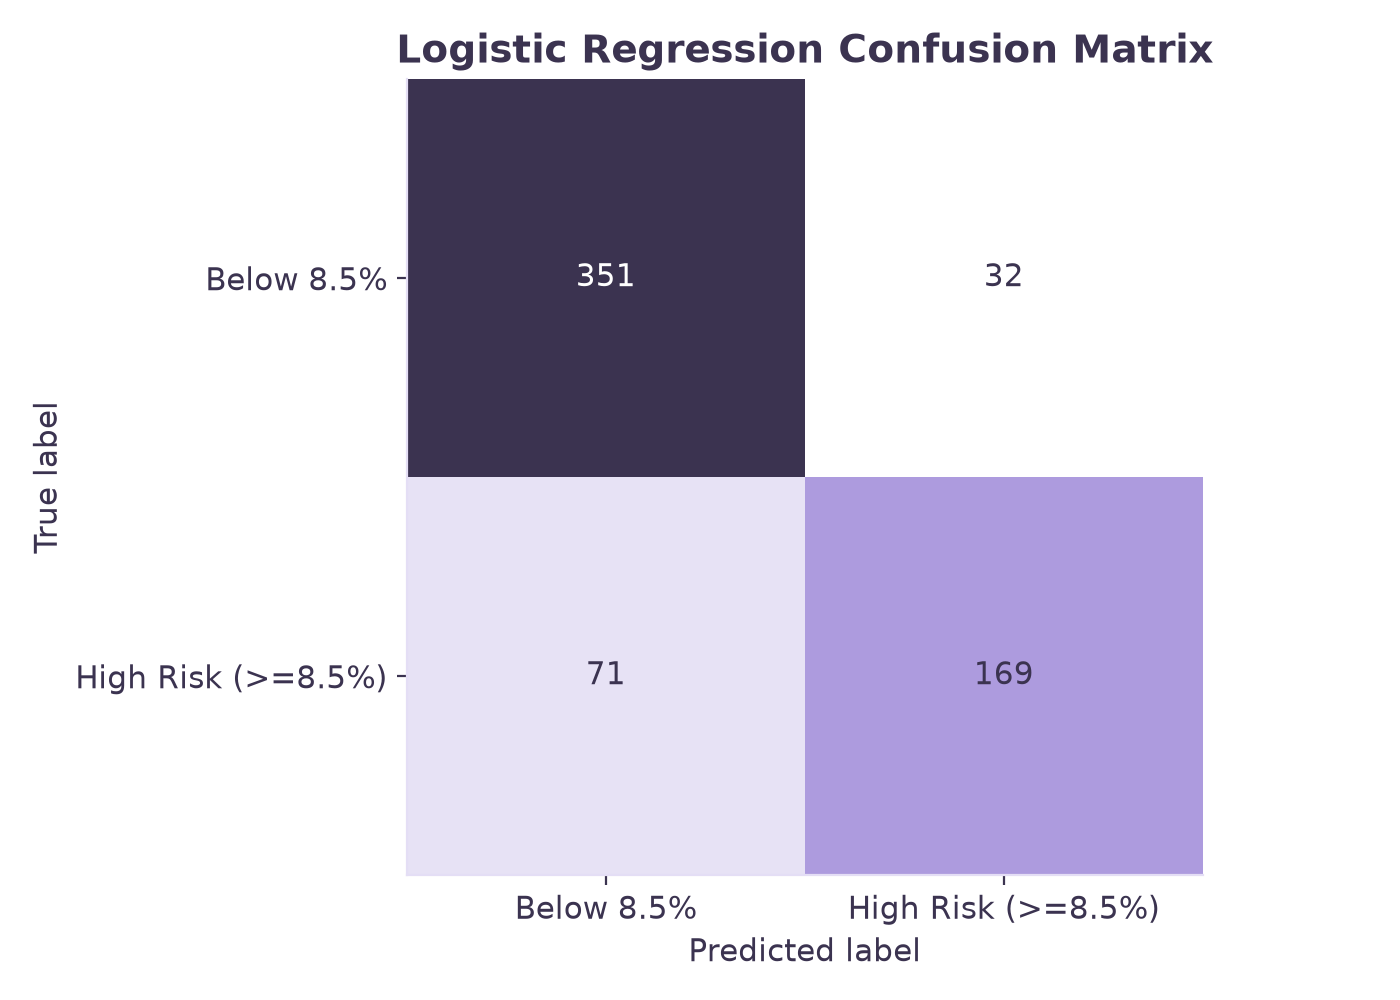 Logistic Regression Confusion Matrix
Below 8.5%
351
32
True label
High Risk (>=8.5%)
71
169
Below 8.5%
High Risk (>=8.5%)
Predicted label